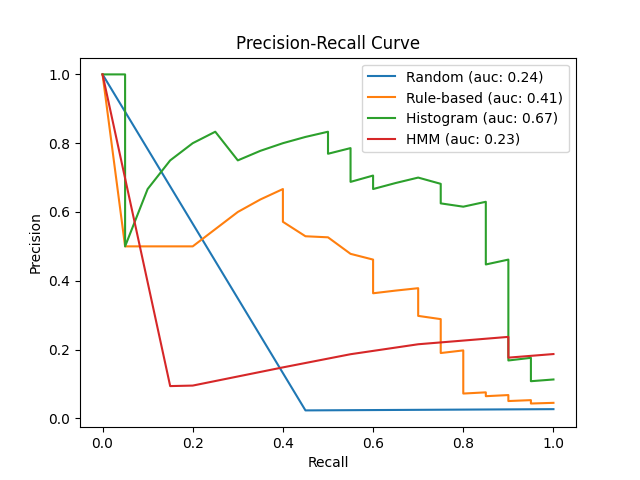 Precision-Recall Curve
Random (auc: 0.24)
Rule-based (auc: 0.41)
Histogram (auc: 0.67)
HMM (auc: 0.23)
Precision
1.0
0.8
0.6
0.4
0.2
0.0
0.0 0.2 0.4 0.6 0.8 1.0
Recall